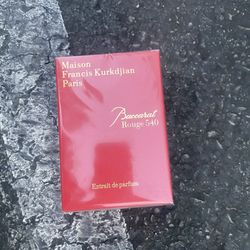 Maison
Francis Kurkdjian
Paris
Baccarat
Rouge 540
Extrait de parfum